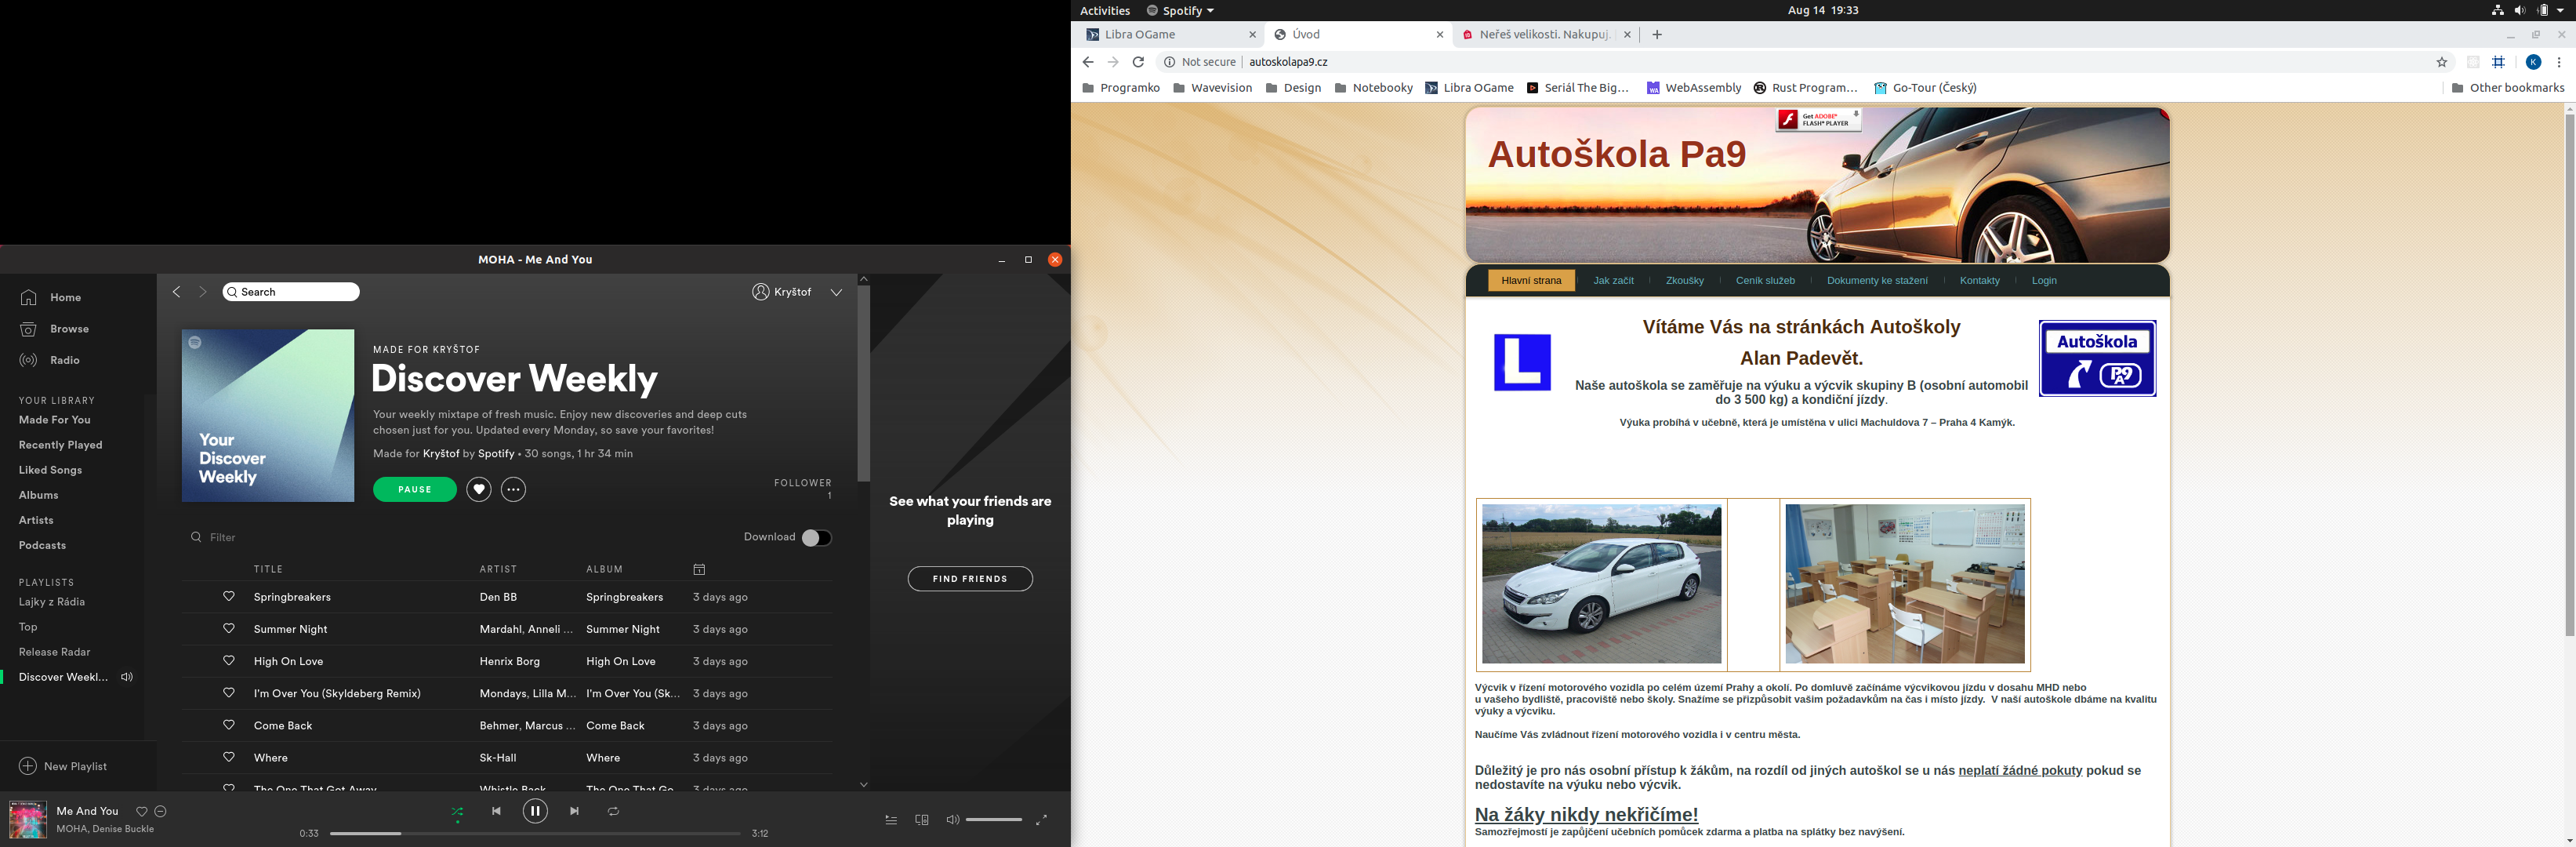 MOHA - Me And You
Home
Browse
Radio
YOUR LIBRARY
Made For You
Recently Played
Liked Songs
Albums
Artists
Podcasts
PLAYLISTS
Lajky z Rádia
Top
Release Radar
Discover Weekl...
New Playlist
Search
Kryštof
Your
Discover
Weekly
MADE FOR KRYŠTOF
Discover Weekly
Your weekly mixtape of fresh music. Enjoy new discoveries and deep cuts
chosen just for you. Updated every Monday, so save your favorites!
Made for Kryštof by Spotify • 30 songs, 1 hr 34 min
PAUSE
FOLLOWER
1
Filter
Download
TITLE ARTIST ALBUM
Springbreakers Den BB Springbreakers 3 days ago
Summer Night Mardahl, Anneli ... Summer Night 3 days ago
High On Love Henrix Borg High On Love 3 days ago
I'm Over You (Skyldeberg Remix) Mondays, Lilla M... I'm Over You (Sk... 3 days ago
Come Back Behmer, Marcus ... Come Back 3 days ago
Where Sk-Hall Where 3 days ago
The One That Got Away Whistle Back The One That Go... 3 days ago
See what your friends are
playing
FIND FRIENDS
Me And You
MOHA, Denise Buckle
0:33
3:12
Activities Spotify Aug 14 19:33
Libra OGame Úvod Neřeš velikosti. Nakupuj.
Not secure autoskolapa9.cz K
Programko Wavevision Design Notebooky Libra OGame Seriál The Big… WebAssembly Rust Program… Go-Tour (Český) Other bookmarks
Get ADOBE®
FLASH® PLAYER
Autoškola Pa9
Hlavní strana Jak začít Zkoušky Ceník služeb Dokumenty ke stažení Kontakty Login
Vítáme Vás na stránkách Autoškoly
Alan Padevět.
L
Autoškola
PA9
Naše autoškola se zaměřuje na výuku a výcvik skupiny B (osobní automobil
do 3 500 kg) a kondiční jízdy.
Výuka probíhá v učebně, která je umístěna v ulici Machuldova 7 – Praha 4 Kamýk.
Výcvik v řízení motorového vozidla po celém území Prahy a okolí. Po domluvě začínáme výcvikovou jízdu v dosahu MHD nebo
u vašeho bydliště, pracoviště nebo školy. Snažíme se přizpůsobit vašim požadavkům na čas i místo jízdy. V naší autoškole dbáme na kvalitu
výuky a výcviku.
Naučíme Vás zvládnout řízení motorového vozidla i v centru města.
Důležitý je pro nás osobní přístup k žákům, na rozdíl od jiných autoškol se u nás neplatí žádné pokuty pokud se
nedostavíte na výuku nebo výcvik.
Na žáky nikdy nekřičíme!
Samozřejmostí je zapůjčení učebních pomůcek zdarma a platba na splátky bez navýšení.